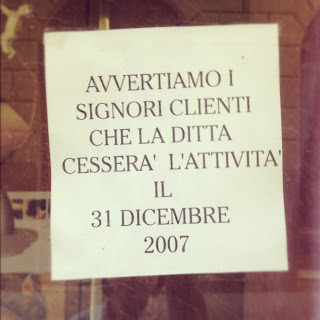 AVVERTIAMO I
SIGNORI CLIENTI
CHE LA DITTA
CESSERA' L'ATTIVITA'
IL
31 DICEMBRE
2007